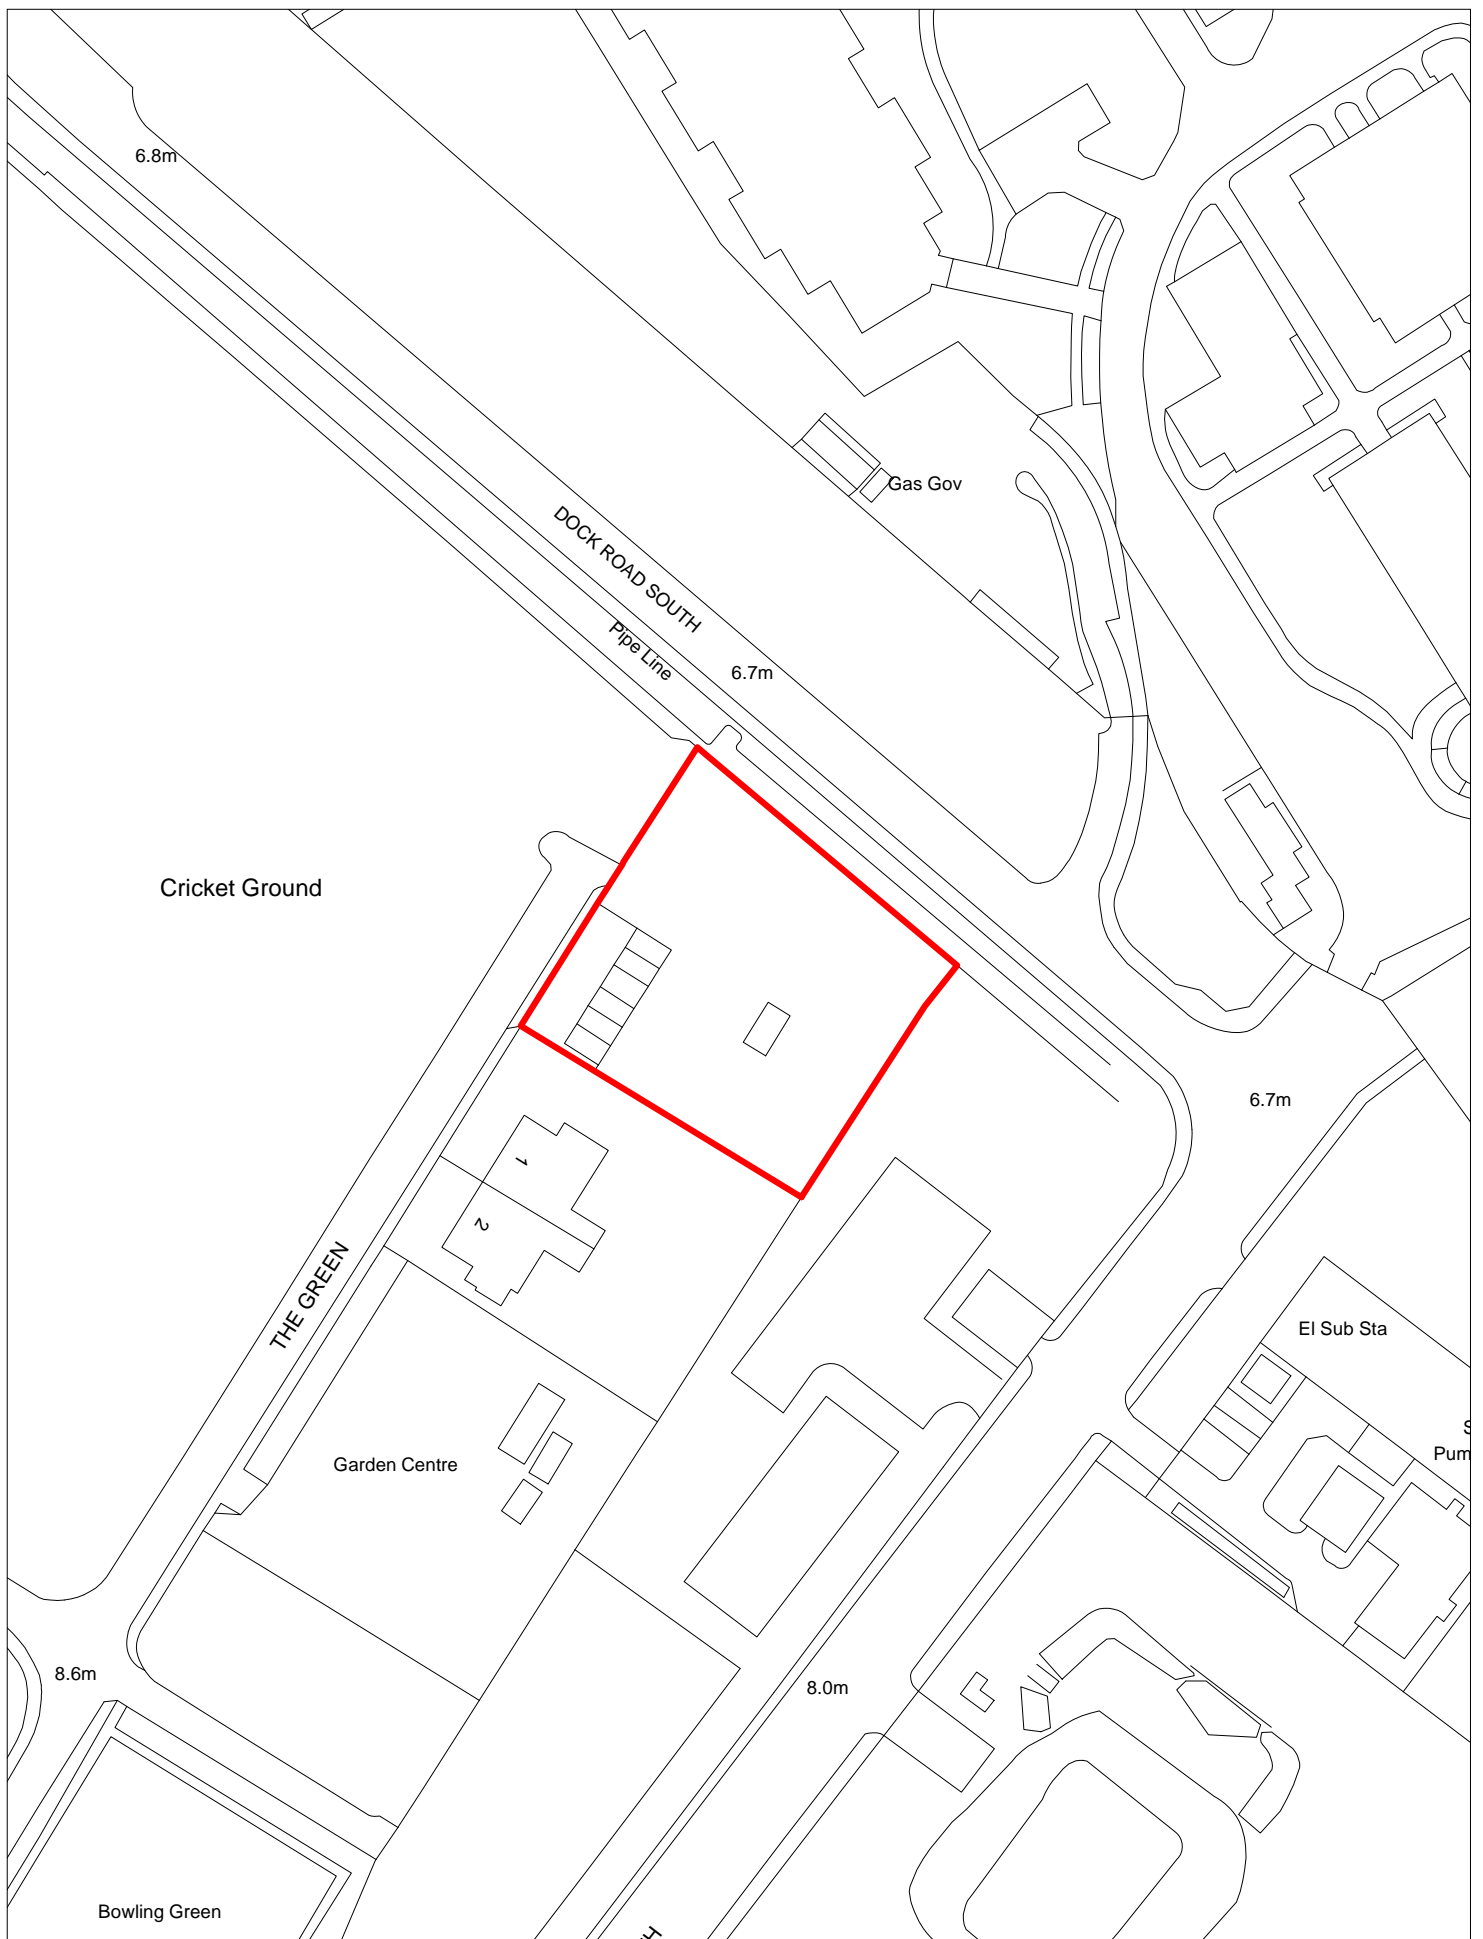 6.8m
Gas Gov
DOCK ROAD SOUTH
Pipe Line
6.7m
Cricket Ground
6.7m
1
2
THE GREEN
El Sub Sta
Garden Centre
8.6m
8.0m
Bowling Green